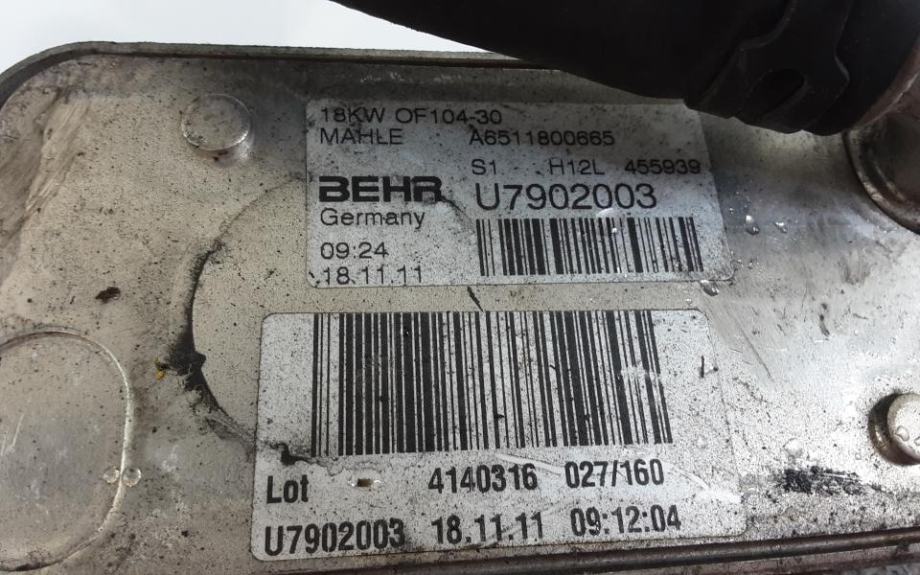 18KW OF104-30
MAHLE A6511800665
S1 H12L 455939
BEHR U7902003
Germany
09:24
18.11.11
Lot 4140316 027/160
U7902003 18.11.11 09:12:04